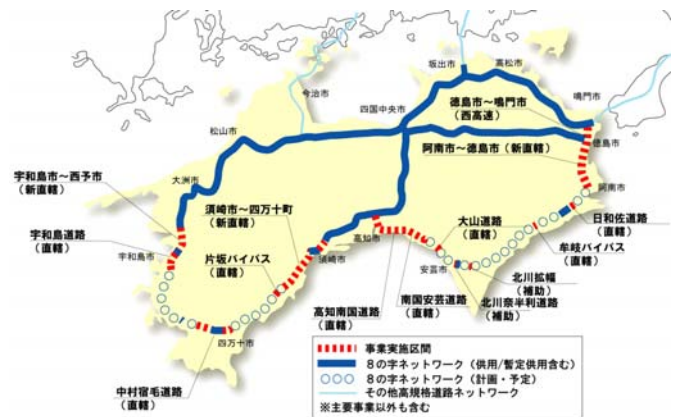 坂出市
高松市
鳴門市
今治市
四国中央市
徳島市～鳴門市
（西高速）
徳島市
松山市
阿南市～徳島市（新直轄）
宇和島市～西予市
（新直轄）
大洲市
阿南市
須崎市～四万十町
（新直轄）
大山道路
（直轄）
日和佐道路
（直轄）
宇和島道路
（直轄）
高知市
牟岐バイパス
（直轄）
宇和島市
片坂バイパス
（直轄）
須崎市
安芸市
北川拡幅
（補助）
高知南国道路
（直轄）
南国安芸道路
（直轄）
北川奈半利道路
（補助）
四万十市
中村宿毛道路
（直轄）
事業実施区間
８の字ネットワーク（供用/暫定供用含む）
８の字ネットワーク（計画・予定）
その他高規格道路ネットワーク
※主要事業以外も含む